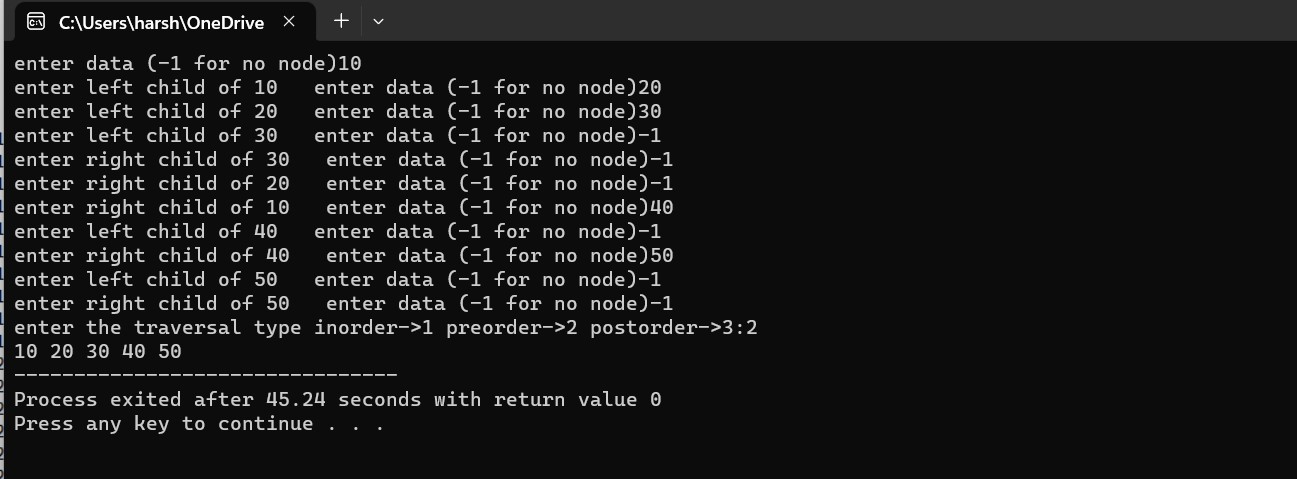 C:\Users\harsh\OneDrive
enter data (-1 for no node)10
enter left child of 10   enter data (-1 for no node)20
enter left child of 20   enter data (-1 for no node)30
enter left child of 30   enter data (-1 for no node)-1
enter right child of 30   enter data (-1 for no node)-1
enter right child of 20   enter data (-1 for no node)-1
enter right child of 10   enter data (-1 for no node)40
enter left child of 40   enter data (-1 for no node)-1
enter right child of 40   enter data (-1 for no node)50
enter left child of 50   enter data (-1 for no node)-1
enter right child of 50   enter data (-1 for no node)-1
enter the traversal type inorder->1 preorder->2 postorder->3:2
10 20 30 40 50
--------------------------------
Process exited after 45.24 seconds with return value 0
Press any key to continue . . .